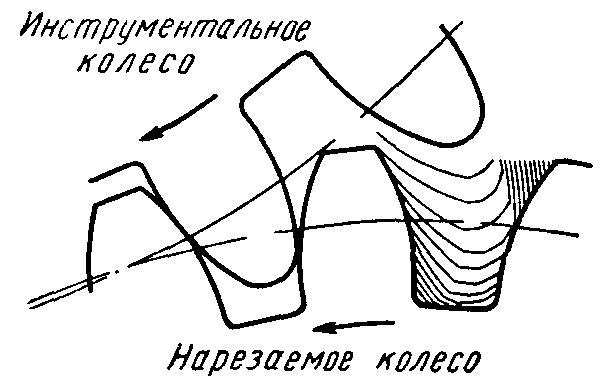 Инструментальное
колесо
Нарезаемое колесо